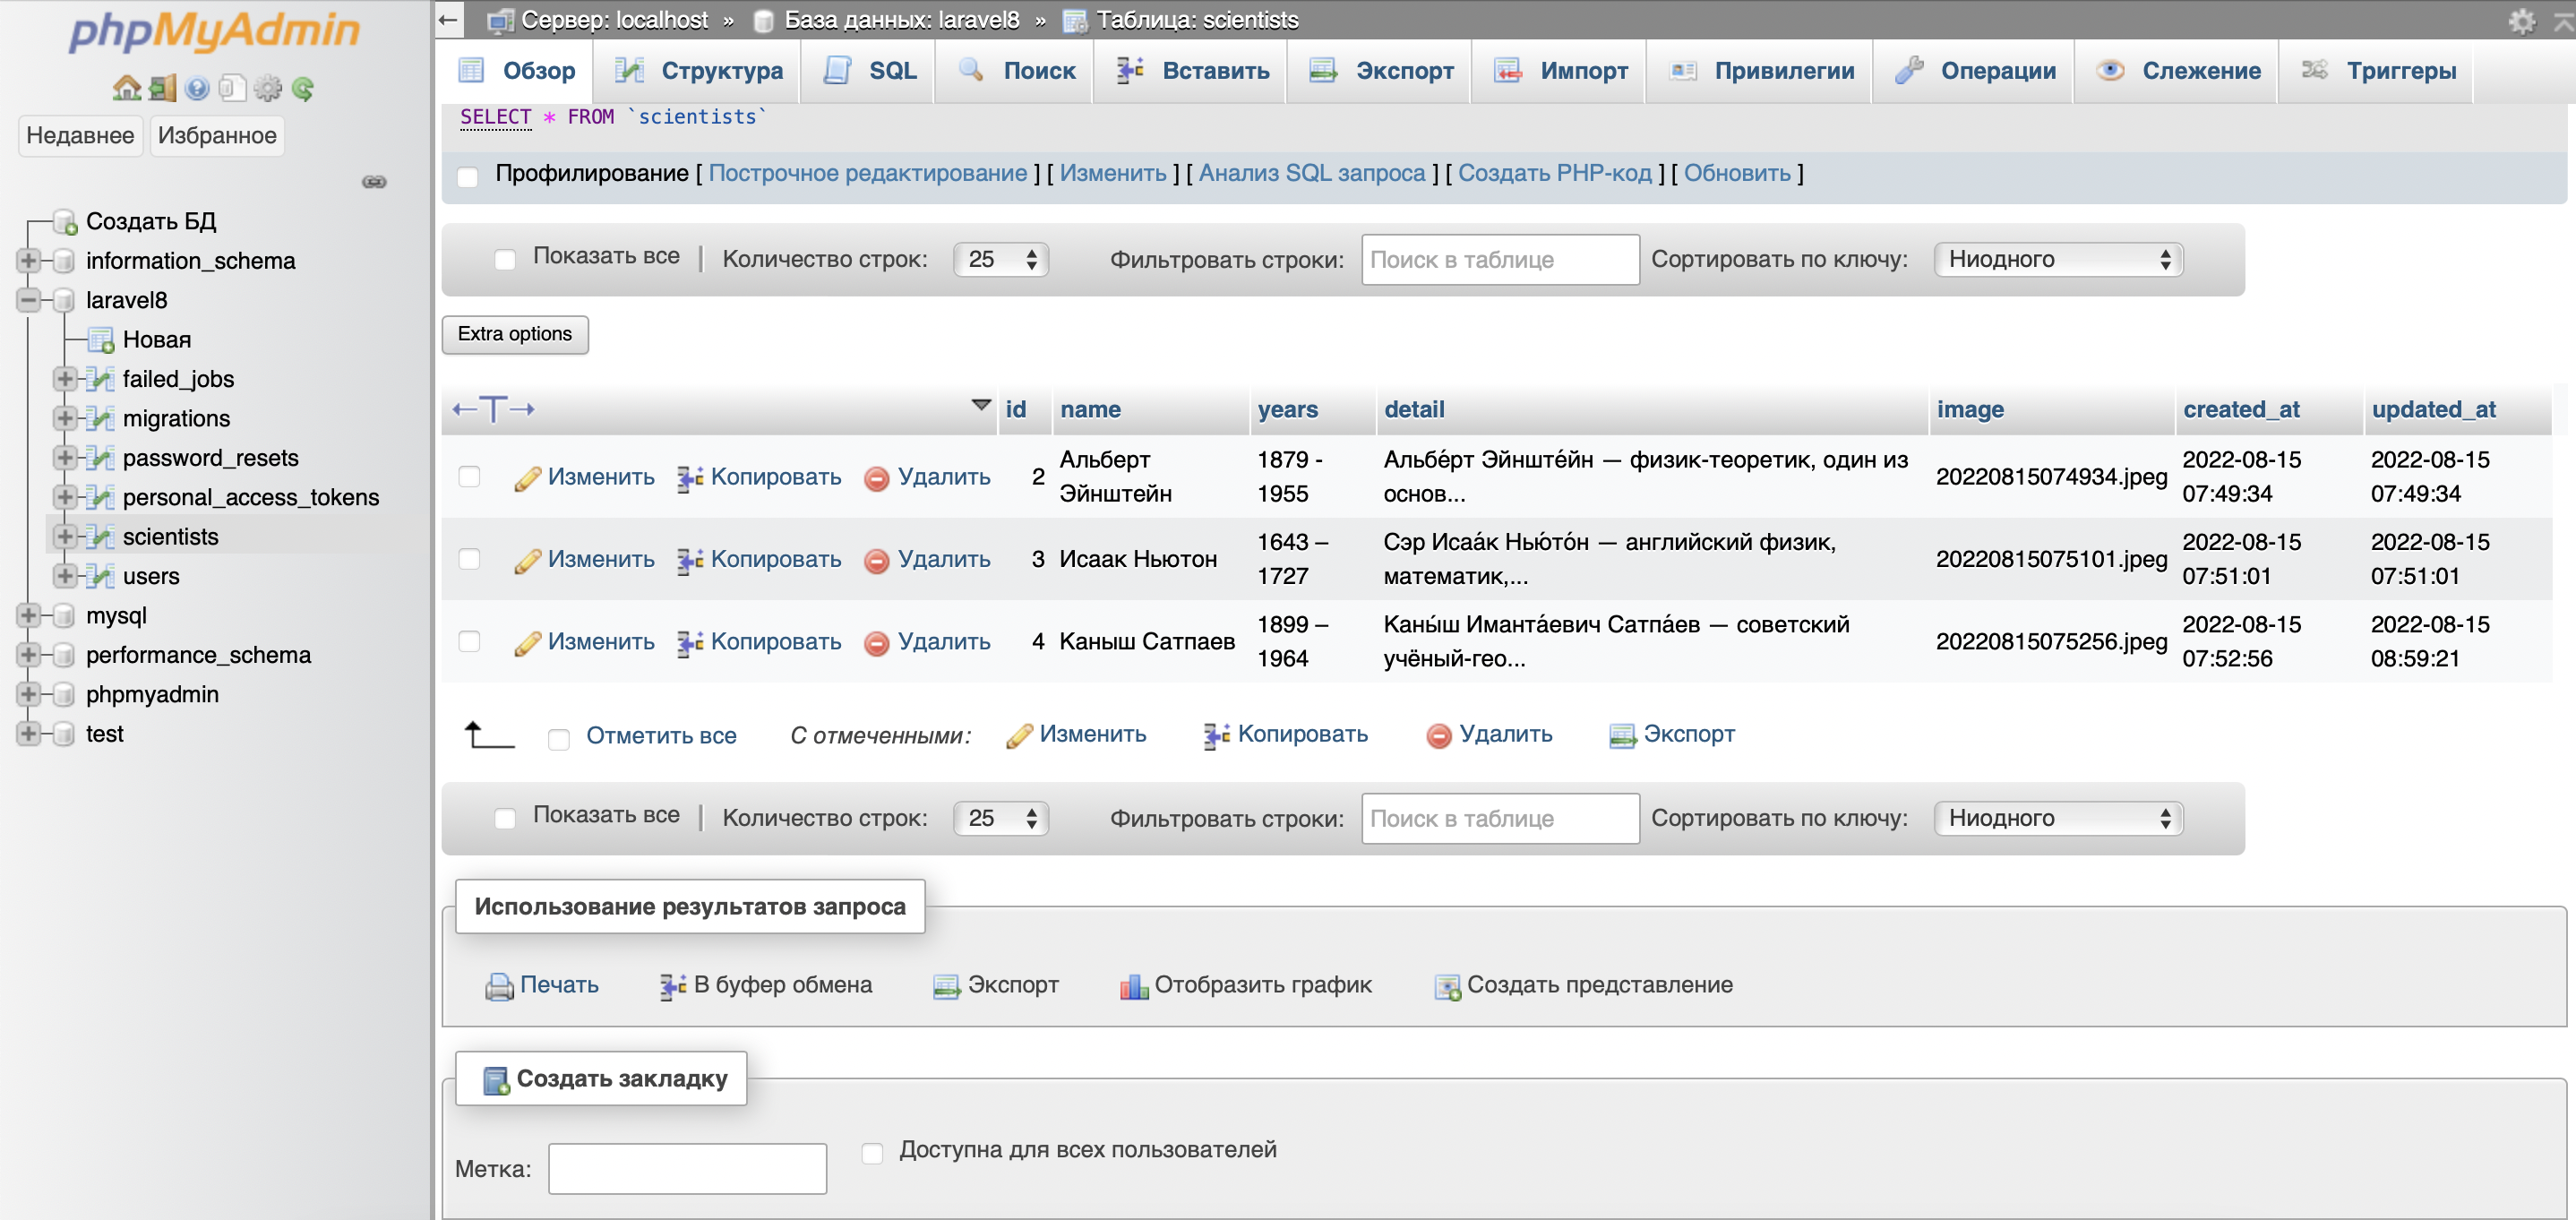 phpMyAdmin
Недавнее Избранное
Создать БД
information_schema
laravel8
Новая
failed_jobs
migrations
password_resets
personal_access_tokens
scientists
users
mysql
performance_schema
phpmyadmin
test
Сервер: localhost » База данных: laravel8 » Таблица: scientists
Обзор Структура SQL Поиск Вставить Экспорт Импорт Привилегии Операции Слежение Триггеры
SELECT * FROM `scientists`
Профилирование [ Построчное редактирование ] [ Изменить ] [ Анализ SQL запроса ] [ Создать PHP-код ] [ Обновить ]
Показать все | Количество строк: 25 Фильтровать строки: Поиск в таблице Сортировать по ключу: Ниодного
Extra options
←T→ id name years detail image created_at updated_at
Изменить Копировать Удалить 2 Альберт Эйнштейн 1879 - 1955 Альбе́рт Эйнште́йн — физик-теоретик, один из основ... 20220815074934.jpeg 2022-08-15 07:49:34 2022-08-15 07:49:34
Изменить Копировать Удалить 3 Исаак Ньютон 1643 – 1727 Сэр Исаа́к Нью́то́н — английский физик, математик,... 20220815075101.jpeg 2022-08-15 07:51:01 2022-08-15 07:51:01
Изменить Копировать Удалить 4 Каныш Сатпаев 1899 – 1964 Каны́ш Иманта́евич Сатпа́ев — советский учёный-гео... 20220815075256.jpeg 2022-08-15 07:52:56 2022-08-15 08:59:21
Отметить все С отмеченными: Изменить Копировать Удалить Экспорт
Показать все | Количество строк: 25 Фильтровать строки: Поиск в таблице Сортировать по ключу: Ниодного
Использование результатов запроса
Печать В буфер обмена Экспорт Отобразить график Создать представление
Создать закладку
Метка: Доступна для всех пользователей